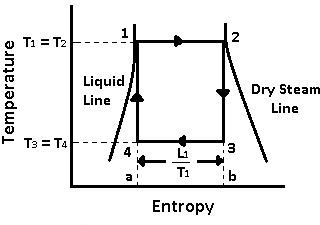 1
2
T₁ = T₂
Liquid
Line
Dry Steam
Line
Temperature
T₃ = T₄
4
3
L₁
T₁
a
b
Entropy